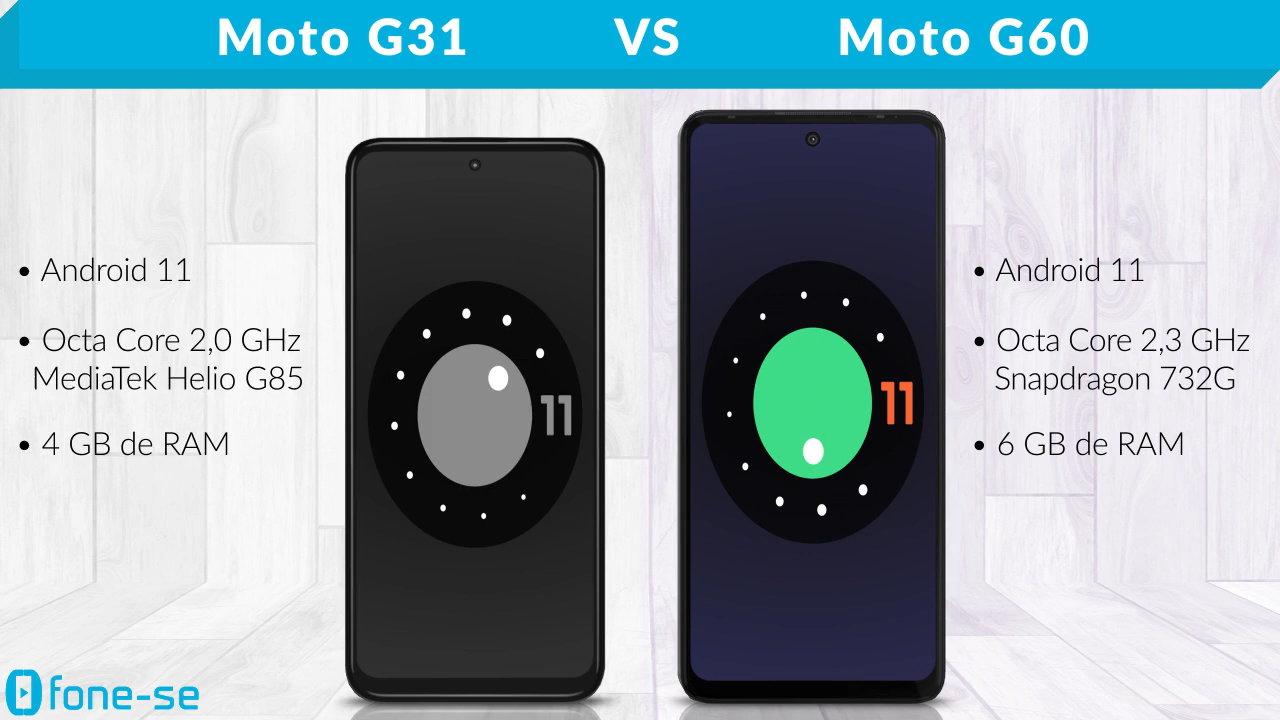 Moto G31 VS Moto G60
• Android 11
• Octa Core 2,0 GHz
MediaTek Helio G85
• 4 GB de RAM
11
11
• Android 11
• Octa Core 2,3 GHz
Snapdragon 732G
• 6 GB de RAM
fone-se